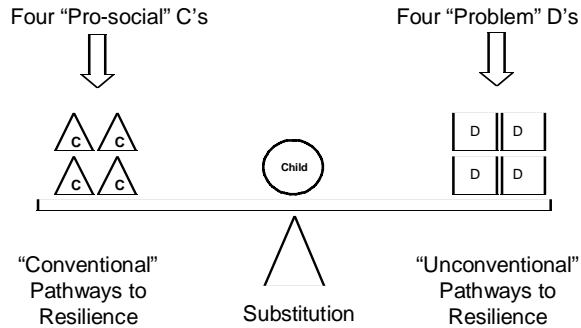 Four “Pro-social” C’s
Four “Problem” D’s
C C
D D
Child
C C
D D
“Conventional”
Pathways to
Resilience
Substitution
“Unconventional”
Pathways to
Resilience